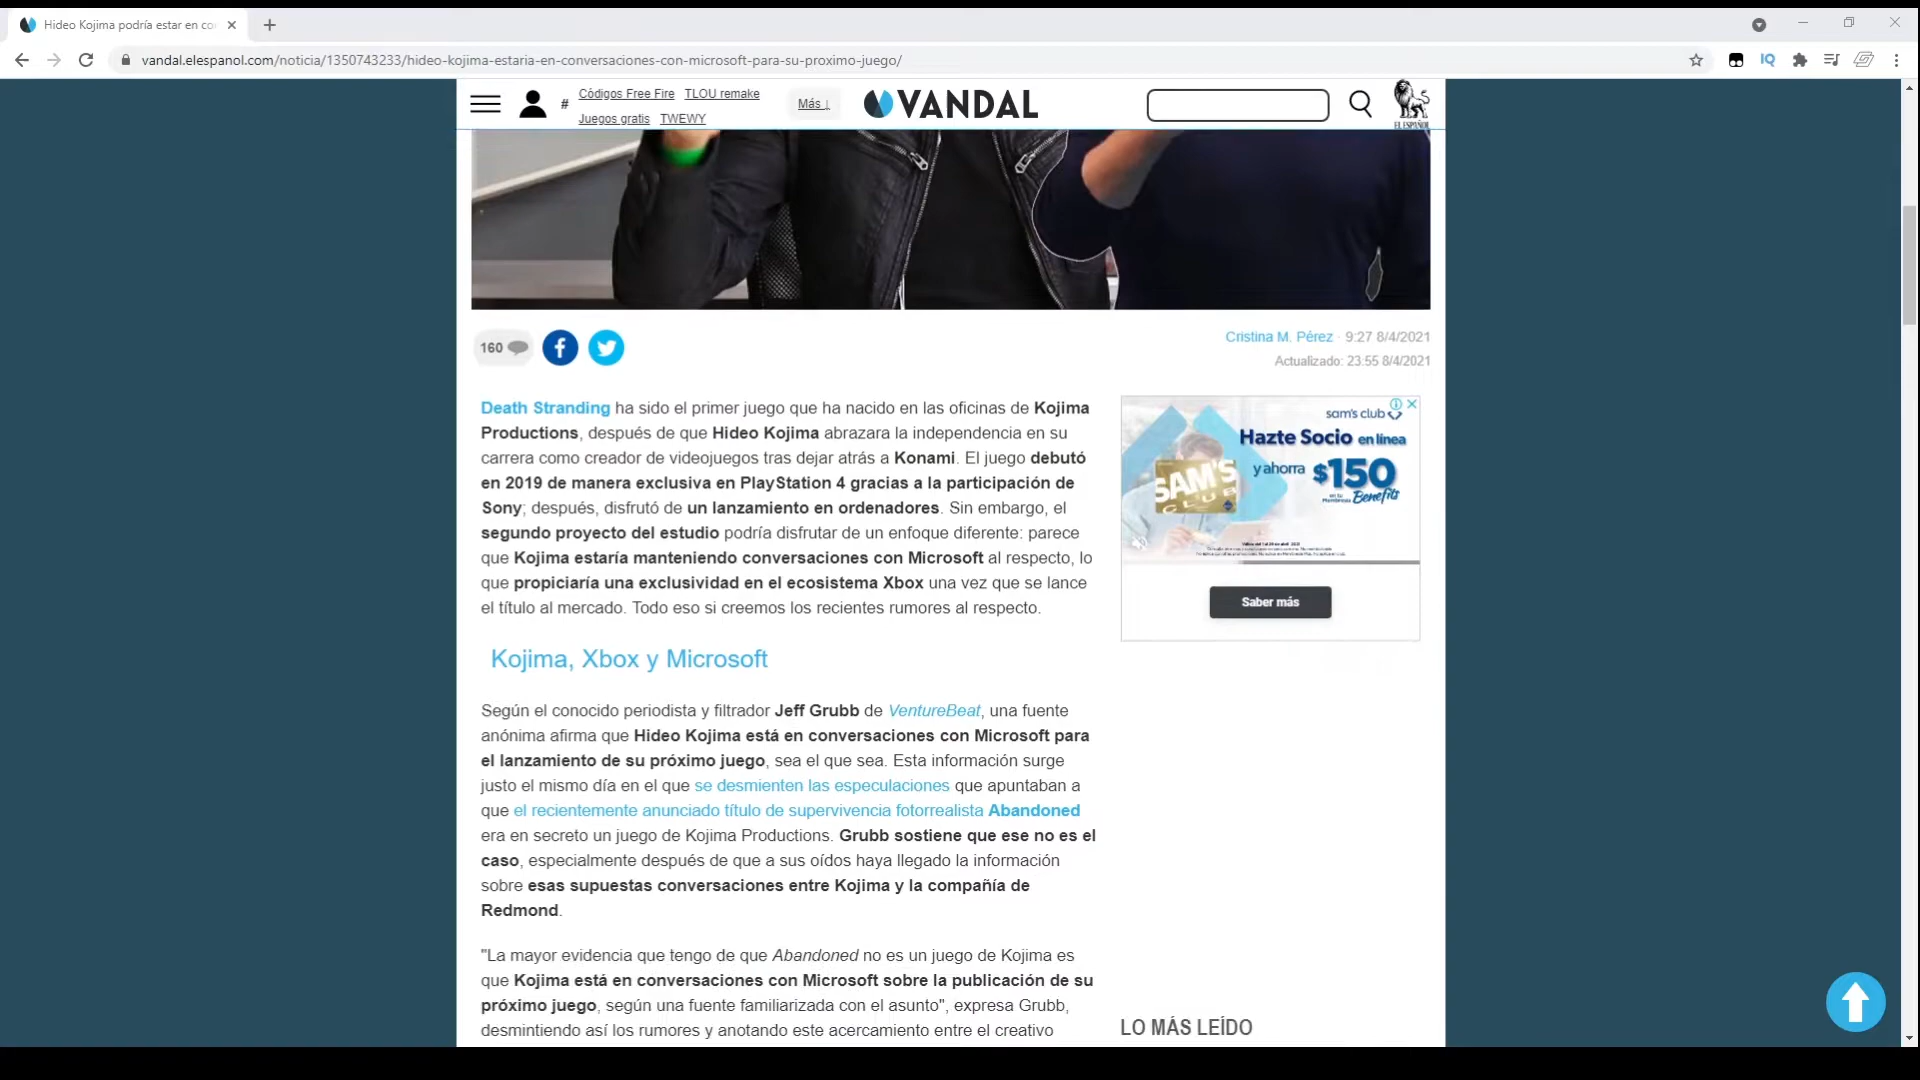 Hideo Kojima podría estar en co
vandal.elespanol.com/noticia/1350743233/hideo-kojima-estaria-en-conversaciones-con-microsoft-para-su-proximo-juego/
IQ
# Códigos Free Fire TLOU remake
Juegos gratis TWEWY
Más ↓
VANDAL
EL ESPAÑOL
160
Cristina M. Pérez · 9:27 8/4/2021
Actualizado: 23:55 8/4/2021
Death Stranding ha sido el primer juego que ha nacido en las oficinas de Kojima
Productions, después de que Hideo Kojima abrazara la independencia en su
carrera como creador de videojuegos tras dejar atrás a Konami. El juego debutó
en 2019 de manera exclusiva en PlayStation 4 gracias a la participación de
Sony; después, disfrutó de un lanzamiento en ordenadores. Sin embargo, el
segundo proyecto del estudio podría disfrutar de un enfoque diferente: parece
que Kojima estaría manteniendo conversaciones con Microsoft al respecto, lo
que propiciaría una exclusividad en el ecosistema Xbox una vez que se lance
el título al mercado. Todo eso si creemos los recientes rumores al respecto.
Kojima, Xbox y Microsoft
Según el conocido periodista y filtrador Jeff Grubb de VentureBeat, una fuente
anónima afirma que Hideo Kojima está en conversaciones con Microsoft para
el lanzamiento de su próximo juego, sea el que sea. Esta información surge
justo el mismo día en el que se desmienten las especulaciones que apuntaban a
que el recientemente anunciado título de supervivencia fotorrealista Abandoned
era en secreto un juego de Kojima Productions. Grubb sostiene que ese no es el
caso, especialmente después de que a sus oídos haya llegado la información
sobre esas supuestas conversaciones entre Kojima y la compañía de
Redmond.
"La mayor evidencia que tengo de que Abandoned no es un juego de Kojima es
que Kojima está en conversaciones con Microsoft sobre la publicación de su
próximo juego, según una fuente familiarizada con el asunto", expresa Grubb,
desmintiendo así los rumores y anotando este acercamiento entre el creativo
sam's club
Hazte Socio en línea
y ahorra $150
en tu Membresía Benefits
SAM'S
CLUB
Saber más
LO MÁS LEÍDO